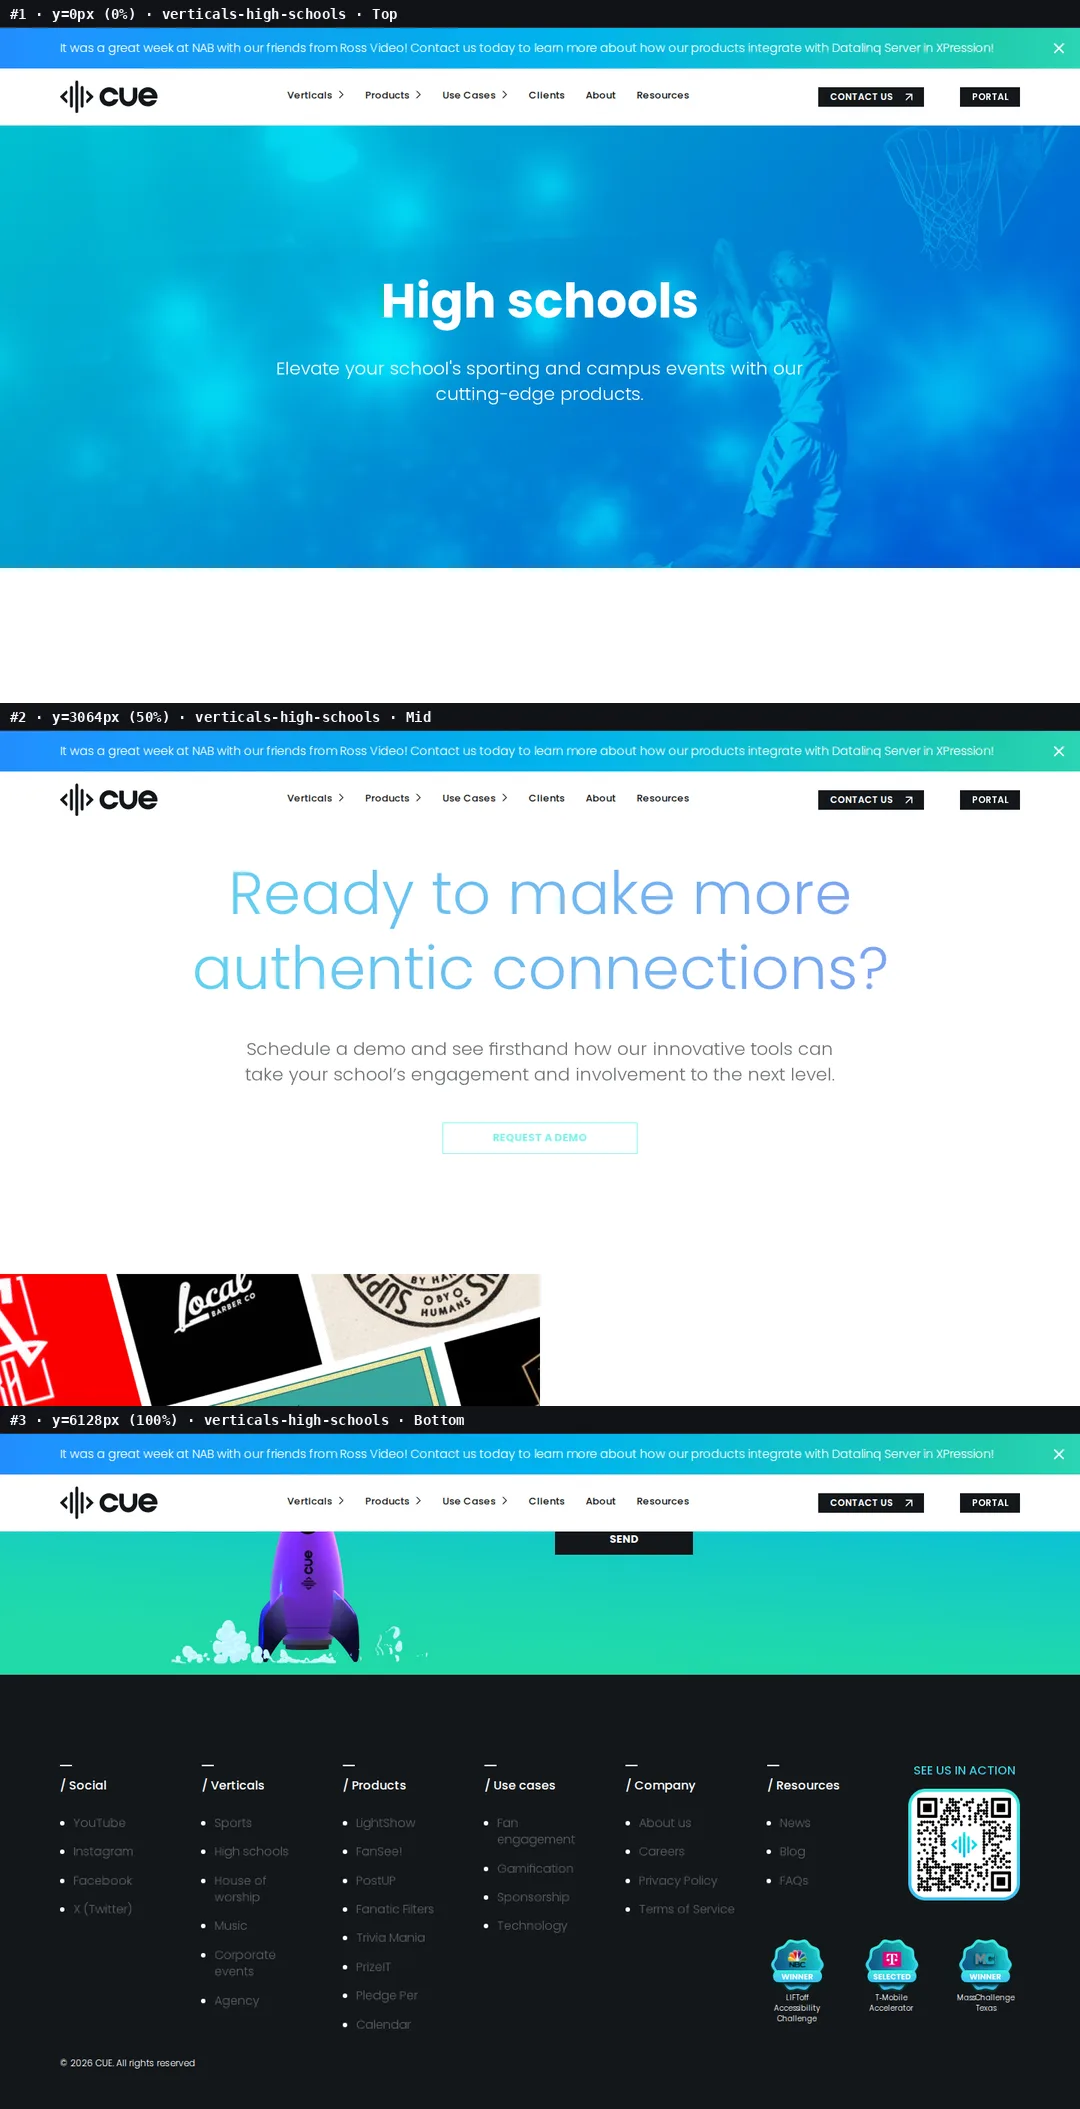 #1 · y=0px (0%) · verticals-high-schools · Top
It was a great week at NAB with our friends from Ross Video! Contact us today to learn more about how our products integrate with Datalinq Server in XPression!
cue
Verticals
Products
Use Cases
Clients
About
Resources
CONTACT US
PORTAL
High schools
Elevate your school's sporting and campus events with our
cutting-edge products.
#2 · y=3064px (50%) · verticals-high-schools · Mid
It was a great week at NAB with our friends from Ross Video! Contact us today to learn more about how our products integrate with Datalinq Server in XPression!
cue
Verticals
Products
Use Cases
Clients
About
Resources
CONTACT US
PORTAL
Ready to make more
authentic connections?
Schedule a demo and see firsthand how our innovative tools can
take your school’s engagement and involvement to the next level.
REQUEST A DEMO
Local
BARBER CO
BY
OBYO
HUMANS
#3 · y=6128px (100%) · verticals-high-schools · Bottom
It was a great week at NAB with our friends from Ross Video! Contact us today to learn more about how our products integrate with Datalinq Server in XPression!
cue
Verticals
Products
Use Cases
Clients
About
Resources
CONTACT US
PORTAL
SEND
cue
/ Social
YouTube
Instagram
Facebook
X (Twitter)
/ Verticals
Sports
High schools
House of
worship
Music
Corporate
events
Agency
/ Products
LightShow
FanSee!
PostUP
Fanatic Filters
Trivia Mania
PrizeIT
Pledge Per
Calendar
/ Use cases
Fan
engagement
Gamification
Sponsorship
Technology
/ Company
About us
Careers
Privacy Policy
Terms of Service
/ Resources
News
Blog
FAQs
SEE US IN ACTION
NBC
WINNER
LIFToff
Accessibility
Challenge
T
SELECTED
T-Mobile
Accelerator
MC
WINNER
MassChallenge
Texas
© 2026 CUE. All rights reserved